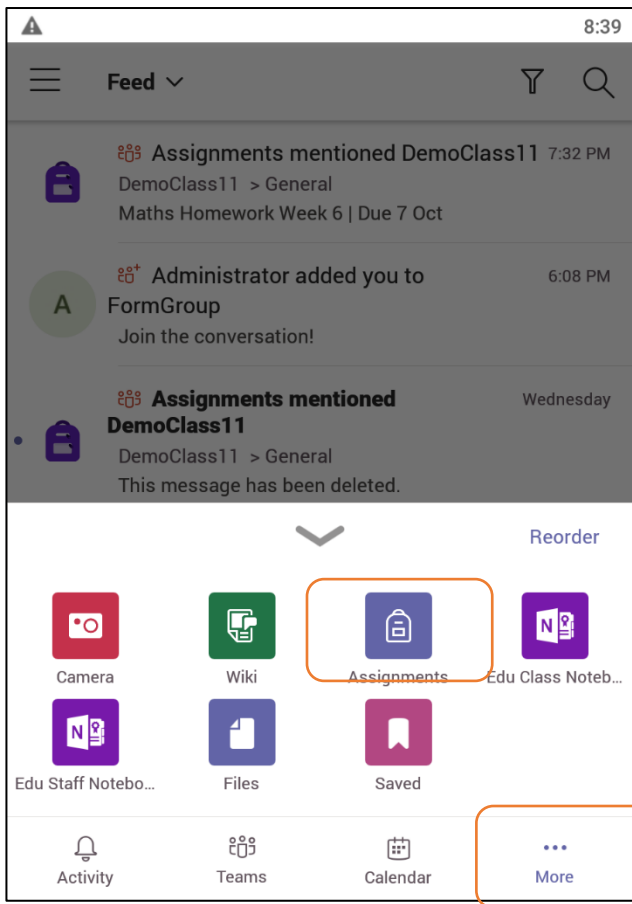 8:39
Feed
Assignments mentioned DemoClass11 7:32 PM
DemoClass11 > General
Maths Homework Week 6 | Due 7 Oct
A
Administrator added you to 6:08 PM
FormGroup
Join the conversation!
Assignments mentioned Wednesday
DemoClass11
DemoClass11 > General
This message has been deleted.
Reorder
Camera Wiki Assignments Edu Class Noteb...
Edu Staff Notebo... Files Saved
Activity Teams Calendar More